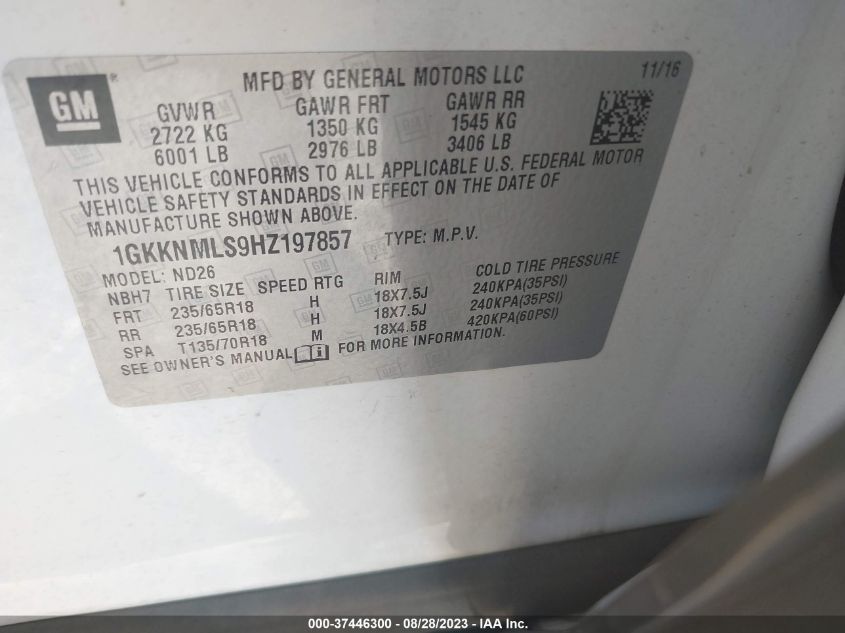 GM ®
MFD BY GENERAL MOTORS LLC
11/16
GVWR GAWR FRT GAWR RR
2722 KG 1350 KG 1545 KG
6001 LB 2976 LB 3406 LB
THIS VEHICLE CONFORMS TO ALL APPLICABLE U.S. FEDERAL MOTOR
VEHICLE SAFETY STANDARDS IN EFFECT ON THE DATE OF
MANUFACTURE SHOWN ABOVE.
1GKKNMLS9HZ197857 TYPE: M.P.V.
MODEL: ND26
NBH7 TIRE SIZE SPEED RTG RIM COLD TIRE PRESSURE
FRT 235/65R18 H 18X7.5J 240KPA(35PSI)
RR 235/65R18 H 18X7.5J 240KPA(35PSI)
SPA T135/70R18 M 18X4.5B 420KPA(60PSI)
SEE OWNER'S MANUAL FOR MORE INFORMATION.
000-37446300 / 08/28/2023 - IAA Inc.